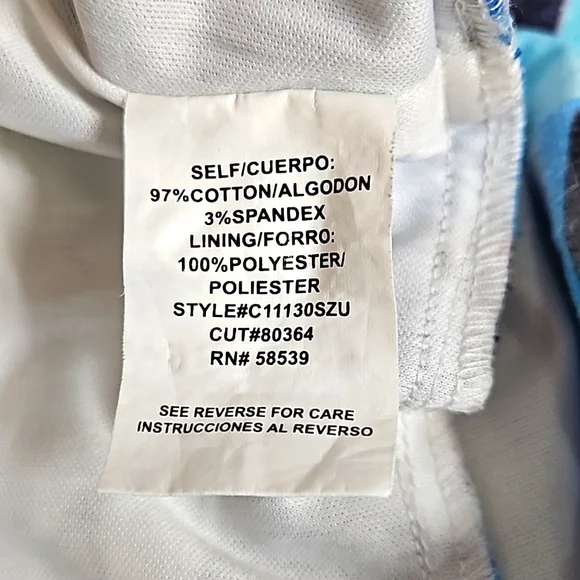 SELF/CUERPO:
97%COTTON/ALGODON
3%SPANDEX
LINING/FORRO:
100%POLYESTER/
POLIESTER
STYLE#C11130SZU
CUT#80364
RN# 58539
SEE REVERSE FOR CARE
INSTRUCCIONES AL REVERSO